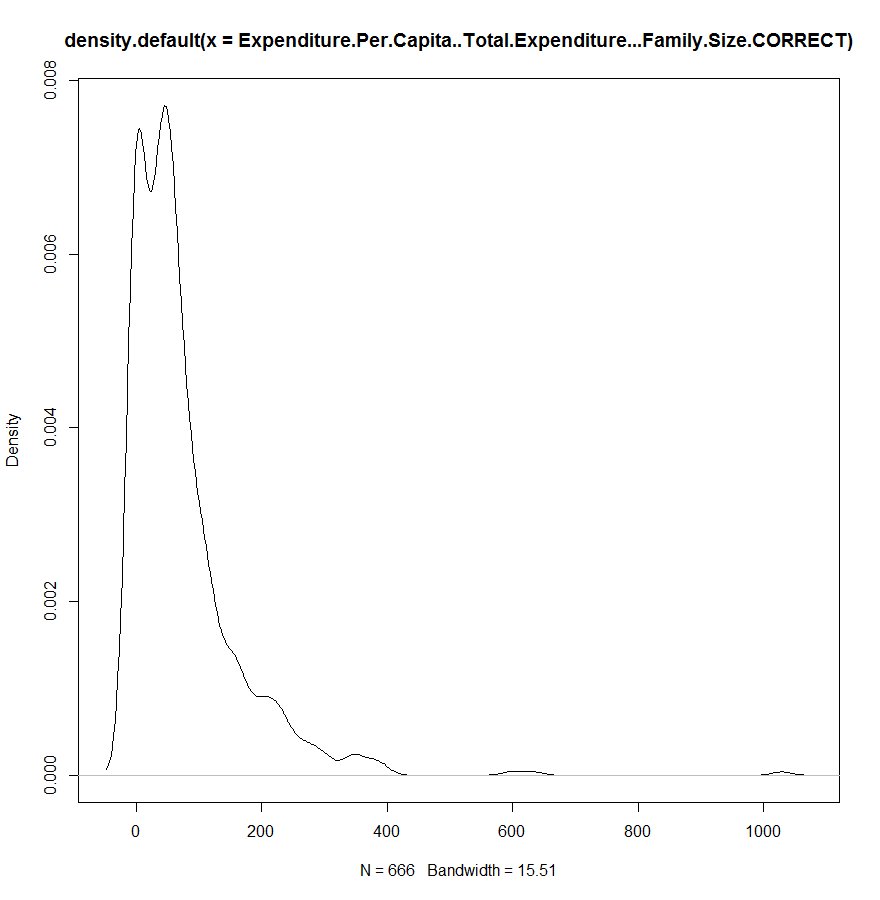 density.default(x = Expenditure.Per.Capita..Total.Expenditure...Family.Size.CORRECT)
0.008
0.006
0.004
0.002
0.000
Density
0 200 400 600 800 1000
N = 666 Bandwidth = 15.51